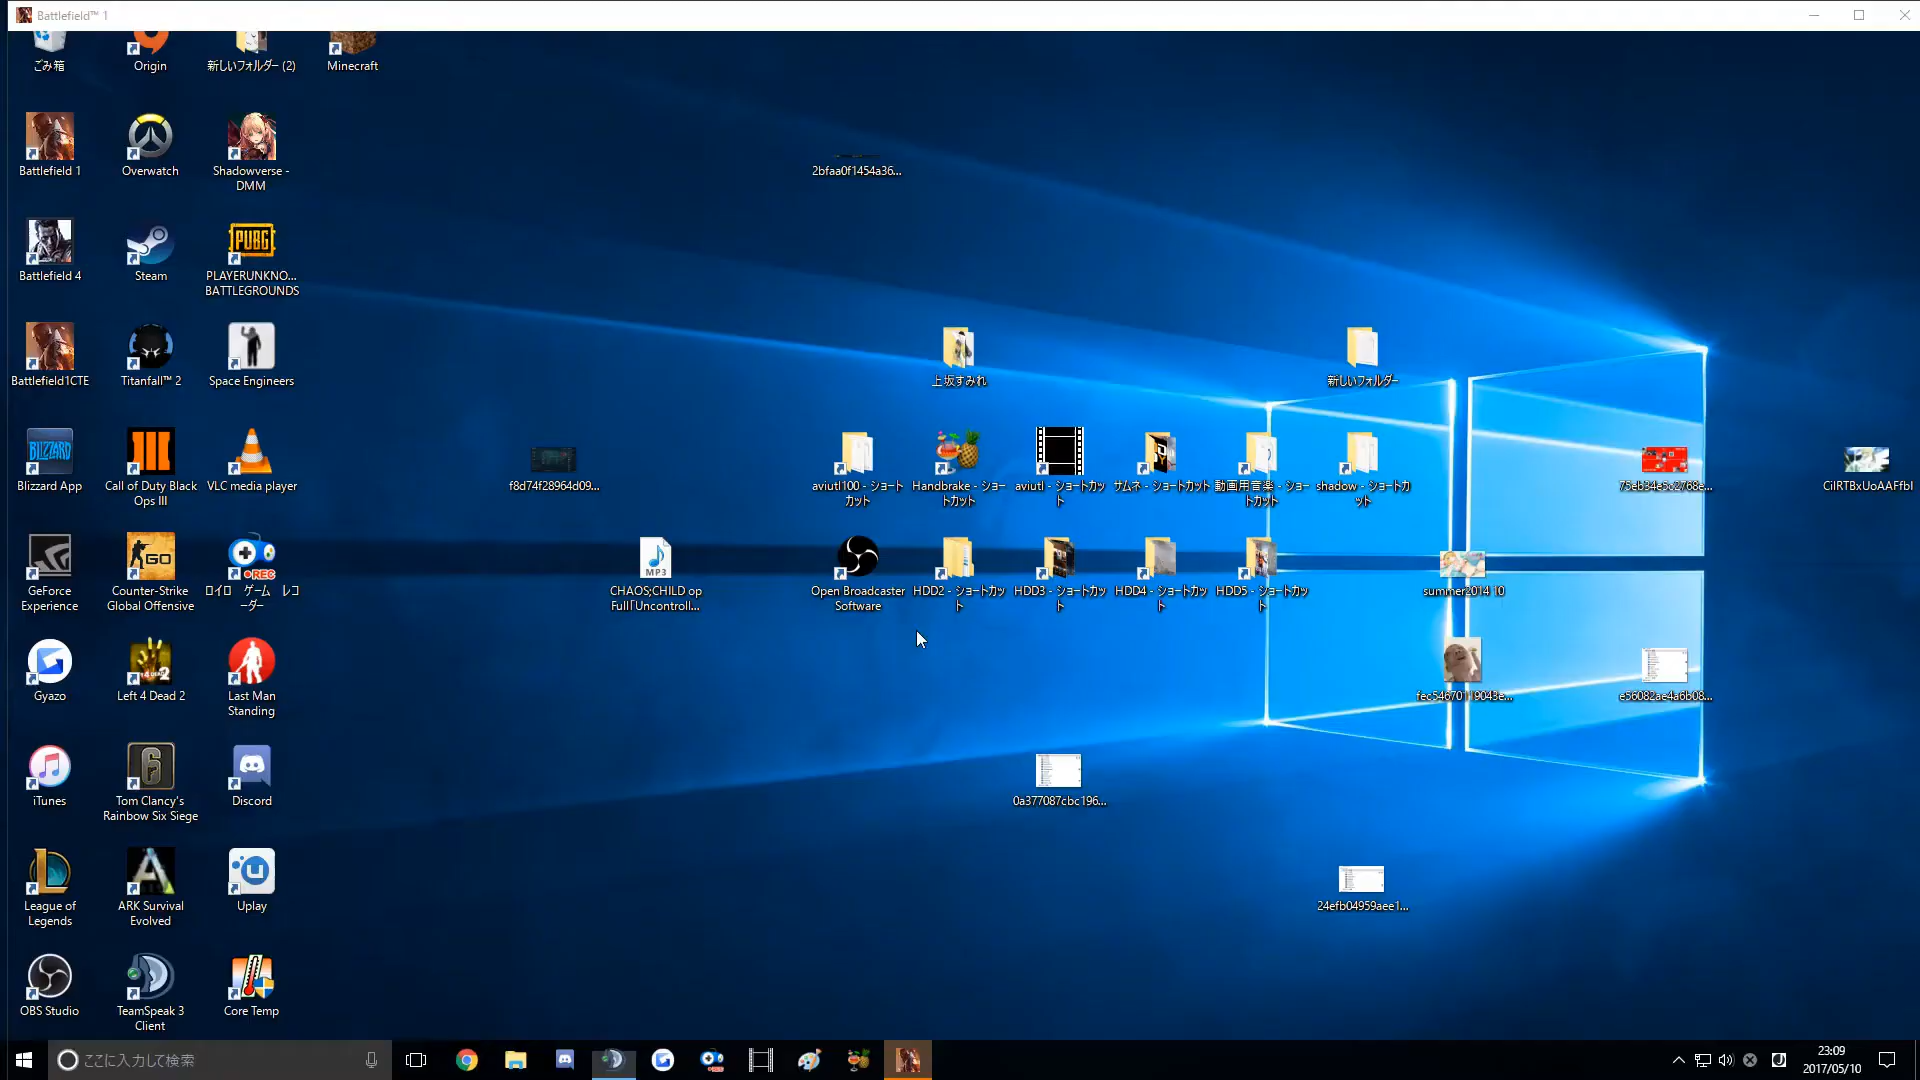 Battlefield™ 1
ごみ箱
Origin
新しいフォルダー (2)
Minecraft
Battlefield 1
Overwatch
Shadowverse -
DMM
2bfaa0f1454a36...
Battlefield 4
Steam
PUBG
PLAYERUNKNO...
BATTLEGROUNDS
Battlefield1CTE
Titanfall™ 2
Space Engineers
上坂すみれ
新しいフォルダー
BLIZZARD
Blizzard App
Call of Duty Black
Ops III
VLC media player
f8d74f28964d09...
aviutl100 - ショート
カット
Handbrake - ショー
トカット
aviutl - ショートカッ
ト
サムネ - ショートカット
動画用音楽 - ショー
トカット
shadow - ショートカ
ット
75eb34e5c2768e...
CilRTBxUoAAFfbI
GeForce
Experience
GO
Counter-Strike
Global Offensive
REC
ロイロ ゲーム レコ
ーダー
MP3
CHAOS;CHILD op
Full｢Uncontroll...
Open Broadcaster
Software
HDD2 - ショートカッ
ト
HDD3 - ショートカッ
ト
HDD4 - ショートカッ
ト
HDD5 - ショートカッ
ト
summer2014 10
Gyazo
Left 4 Dead 2
Last Man
Standing
fec54670119043e...
e56082ae4a6b08...
iTunes
6
Tom Clancy's
Rainbow Six Siege
Discord
0a377087cbc196...
League of
Legends
ARK Survival
Evolved
Uplay
24efb04959aee1...
OBS Studio
TeamSpeak 3
Client
Core Temp
ここに入力して検索
23:09
2017/05/10